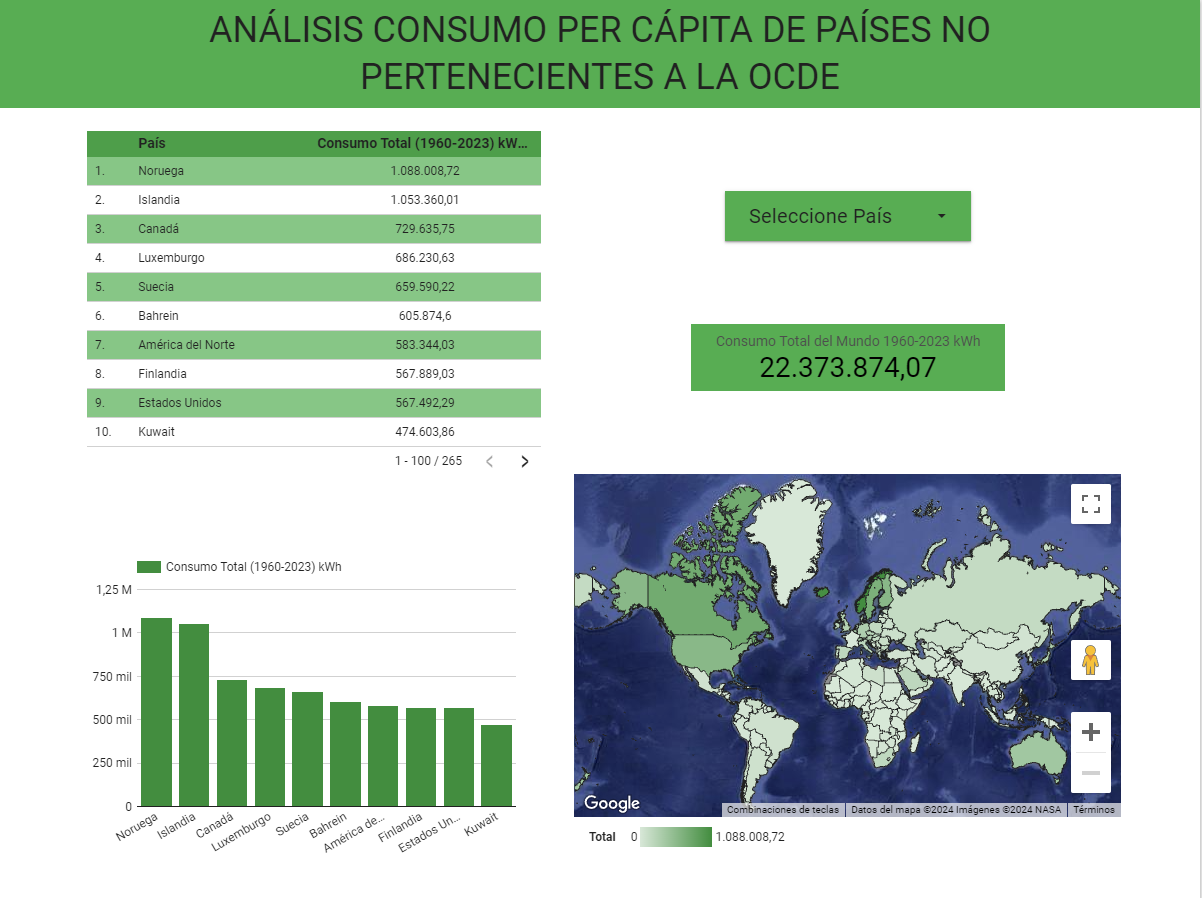 ANÁLISIS CONSUMO PER CÁPITA DE PAÍSES NO
PERTENECIENTES A LA OCDE
País Consumo Total (1960-2023) kW...
1. Noruega 1.088.008,72
2. Islandia 1.053.360,01
3. Canadá 729.635,75
4. Luxemburgo 686.230,63
5. Suecia 659.590,22
6. Bahrein 605.874,6
7. América del Norte 583.344,03
8. Finlandia 567.889,03
9. Estados Unidos 567.492,29
10. Kuwait 474.603,86
1 - 100 / 265
Seleccione País
Consumo Total del Mundo 1960-2023 kWh
22.373.874,07
Consumo Total (1960-2023) kWh
1,25 M
1 M
750 mil
500 mil
250 mil
0
Noruega
Islandia
Canadá
Luxemburgo
Suecia
Bahrein
América de...
Finlandia
Estados Un...
Kuwait
Google
Combinaciones de teclas
Datos del mapa ©2024 Imágenes ©2024 NASA
Términos
Total 0 1.088.008,72